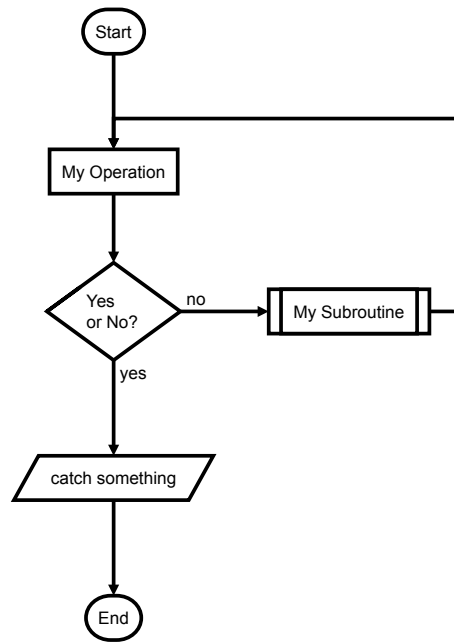 Start
My Operation
Yes
or No?
no
My Subroutine
yes
catch something
End